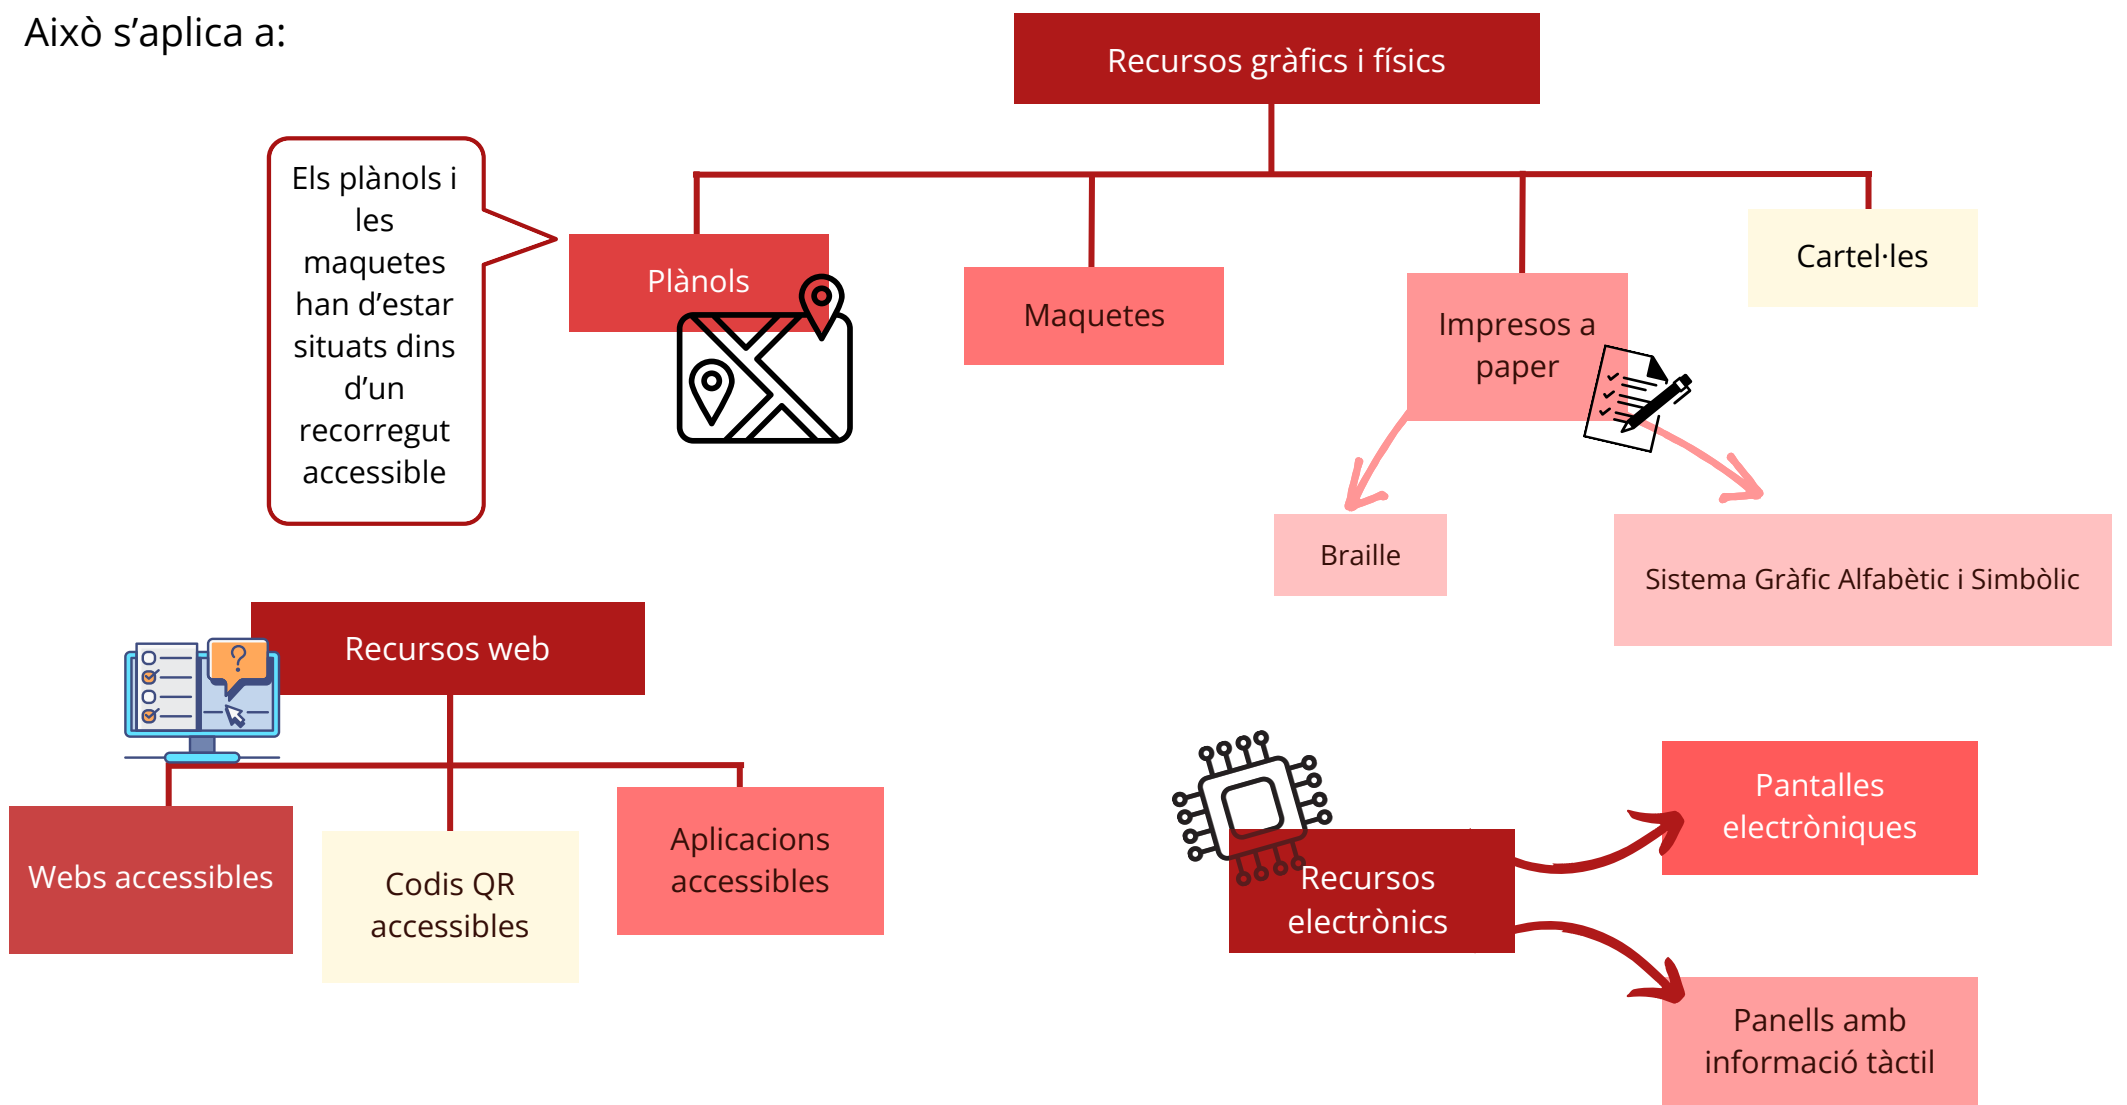 Això s’aplica a:
Recursos gràfics i físics
Els plànols i
les
maquetes
han d’estar
situats dins
d’un
recorregut
accessible
Plànols
Maquetes
Impresos a
paper
Cartel·les
Braille
Sistema Gràfic Alfabètic i Simbòlic
Recursos web
?
Webs accessibles
Codis QR
accessibles
Aplicacions
accessibles
Recursos
electrònics
Pantalles
electròniques
Panells amb
informació tàctil